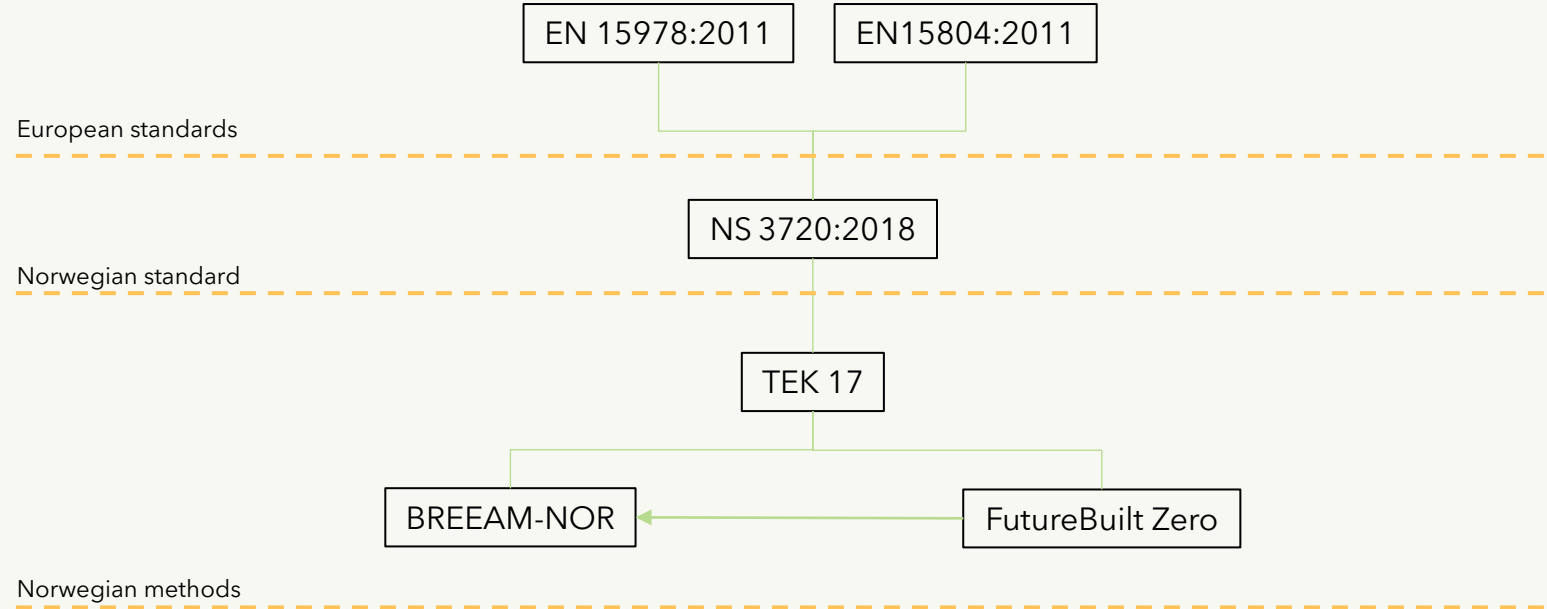 EN 15978:2011
EN15804:2011
European standards
NS 3720:2018
Norwegian standard
TEK 17
BREEAM-NOR
FutureBuilt Zero
Norwegian methods